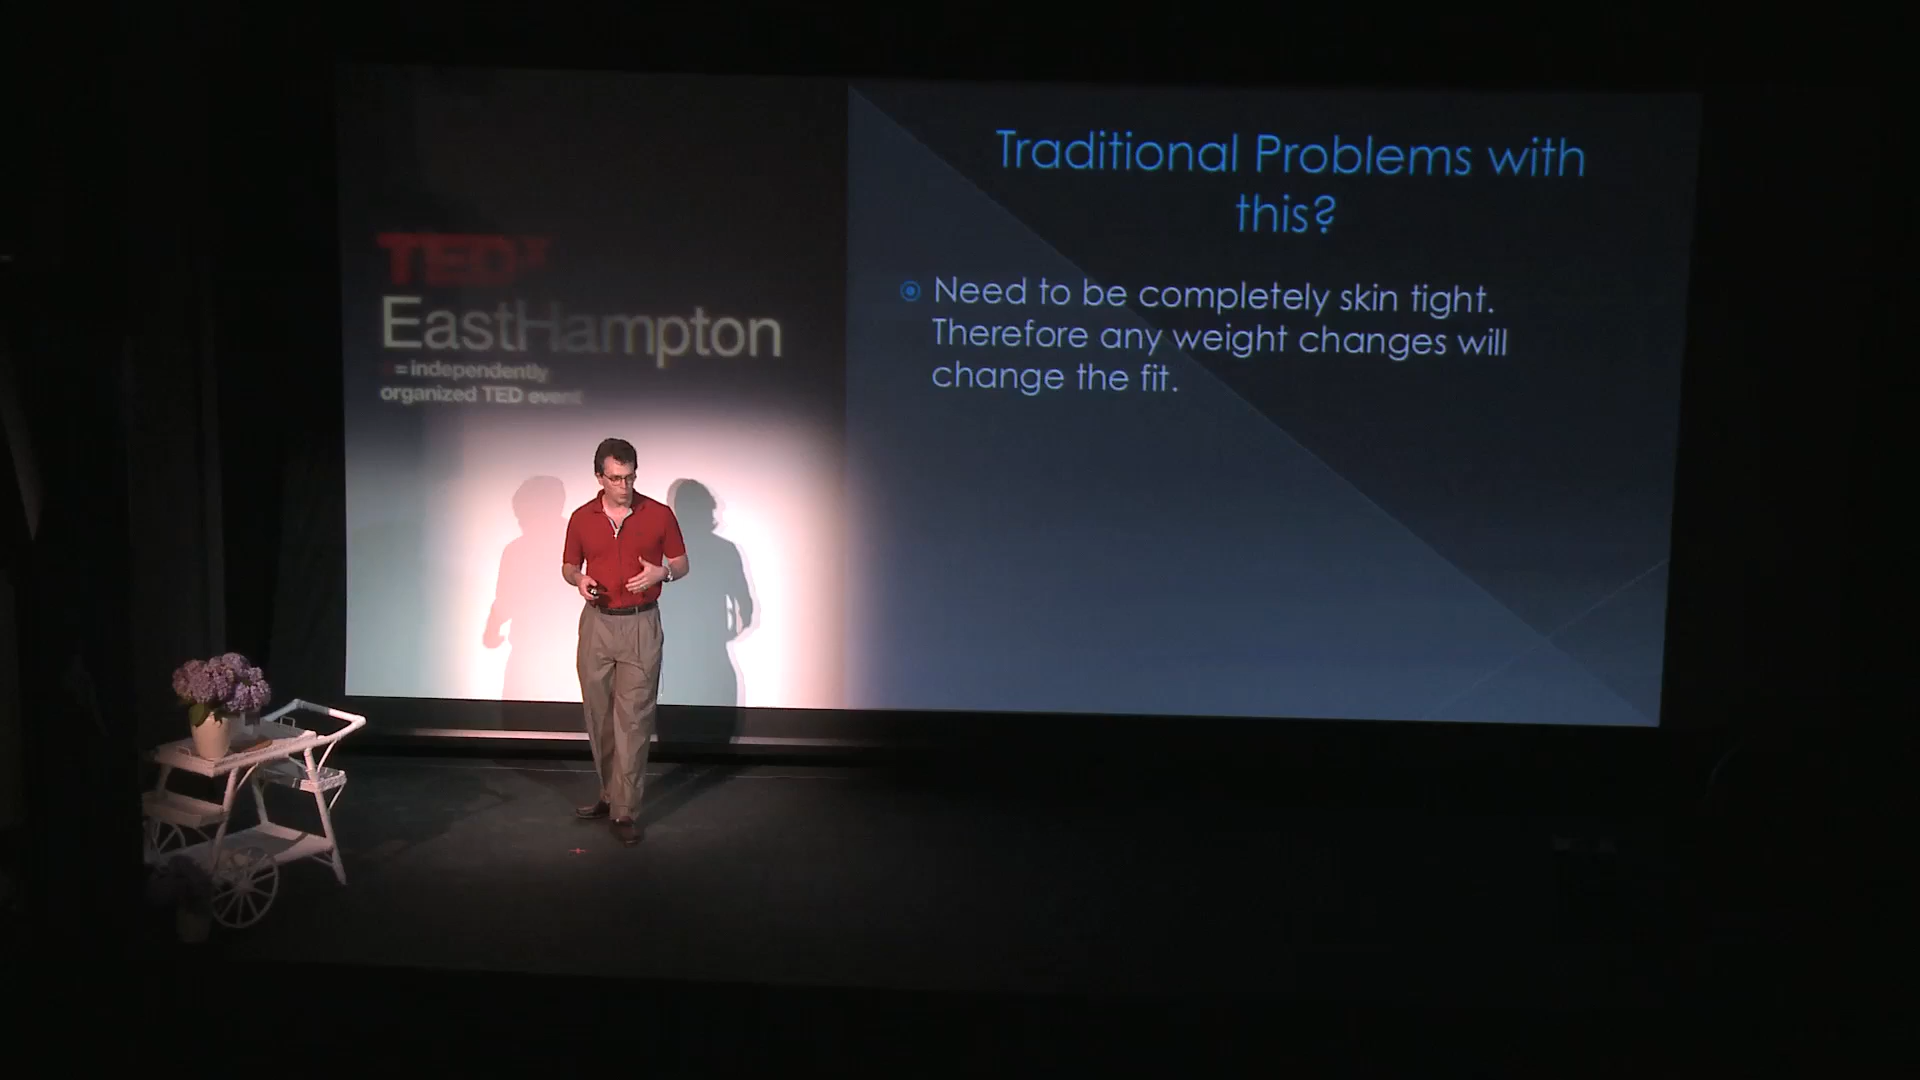 TEDx
EastHampton
x=independently
organized TED event
Traditional Problems with
this?
Need to be completely skin tight.
Therefore any weight changes will
change the fit.